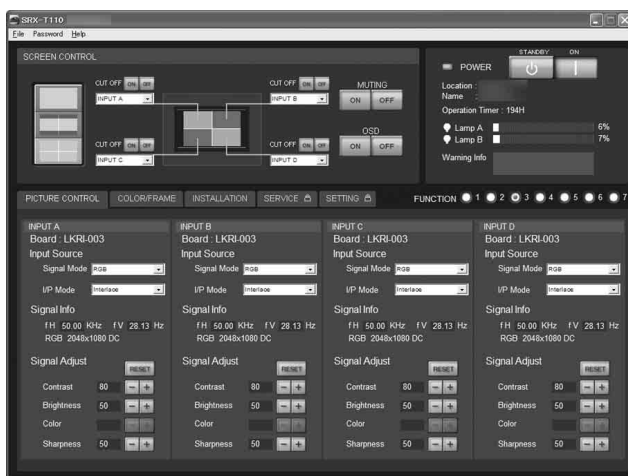 SRX-T110
File Password Help
SCREEN CONTROL
CUT OFF ON OFF
INPUT A
CUT OFF ON OFF
INPUT B
CUT OFF ON OFF
INPUT C
CUT OFF ON OFF
INPUT D
MUTING
ON OFF
OSD
ON OFF
POWER
STANDBY ON
Location :
Name :
Operation Timer : 194H
Lamp A 6%
Lamp B 7%
Warning Info
PICTURE CONTROL COLOR/FRAME INSTALLATION SERVICE SETTING FUNCTION 1 2 3 4 5 6 7
INPUT A
Board : LKRI-003
Input Source
Signal Mode RGB
I/P Mode Interlace
Signal Info
fH 50.00 KHz fV 28.13 Hz
RGB 2048x1080 DC
Signal Adjust
RESET
Contrast 80 - +
Brightness 50 - +
Color - +
Sharpness 50 - +
INPUT B
Board : LKRI-003
Input Source
Signal Mode RGB
I/P Mode Interlace
Signal Info
fH 50.00 KHz fV 28.13 Hz
RGB 2048x1080 DC
Signal Adjust
RESET
Contrast 80 - +
Brightness 50 - +
Color - +
Sharpness 50 - +
INPUT C
Board : LKRI-003
Input Source
Signal Mode RGB
I/P Mode Interlace
Signal Info
fH 50.00 KHz fV 28.13 Hz
RGB 2048x1080 DC
Signal Adjust
RESET
Contrast 80 - +
Brightness 50 - +
Color - +
Sharpness 50 - +
INPUT D
Board : LKRI-003
Input Source
Signal Mode RGB
I/P Mode Interlace
Signal Info
fH 50.00 KHz fV 28.13 Hz
RGB 2048x1080 DC
Signal Adjust
RESET
Contrast 80 - +
Brightness 50 - +
Color - +
Sharpness 50 - +